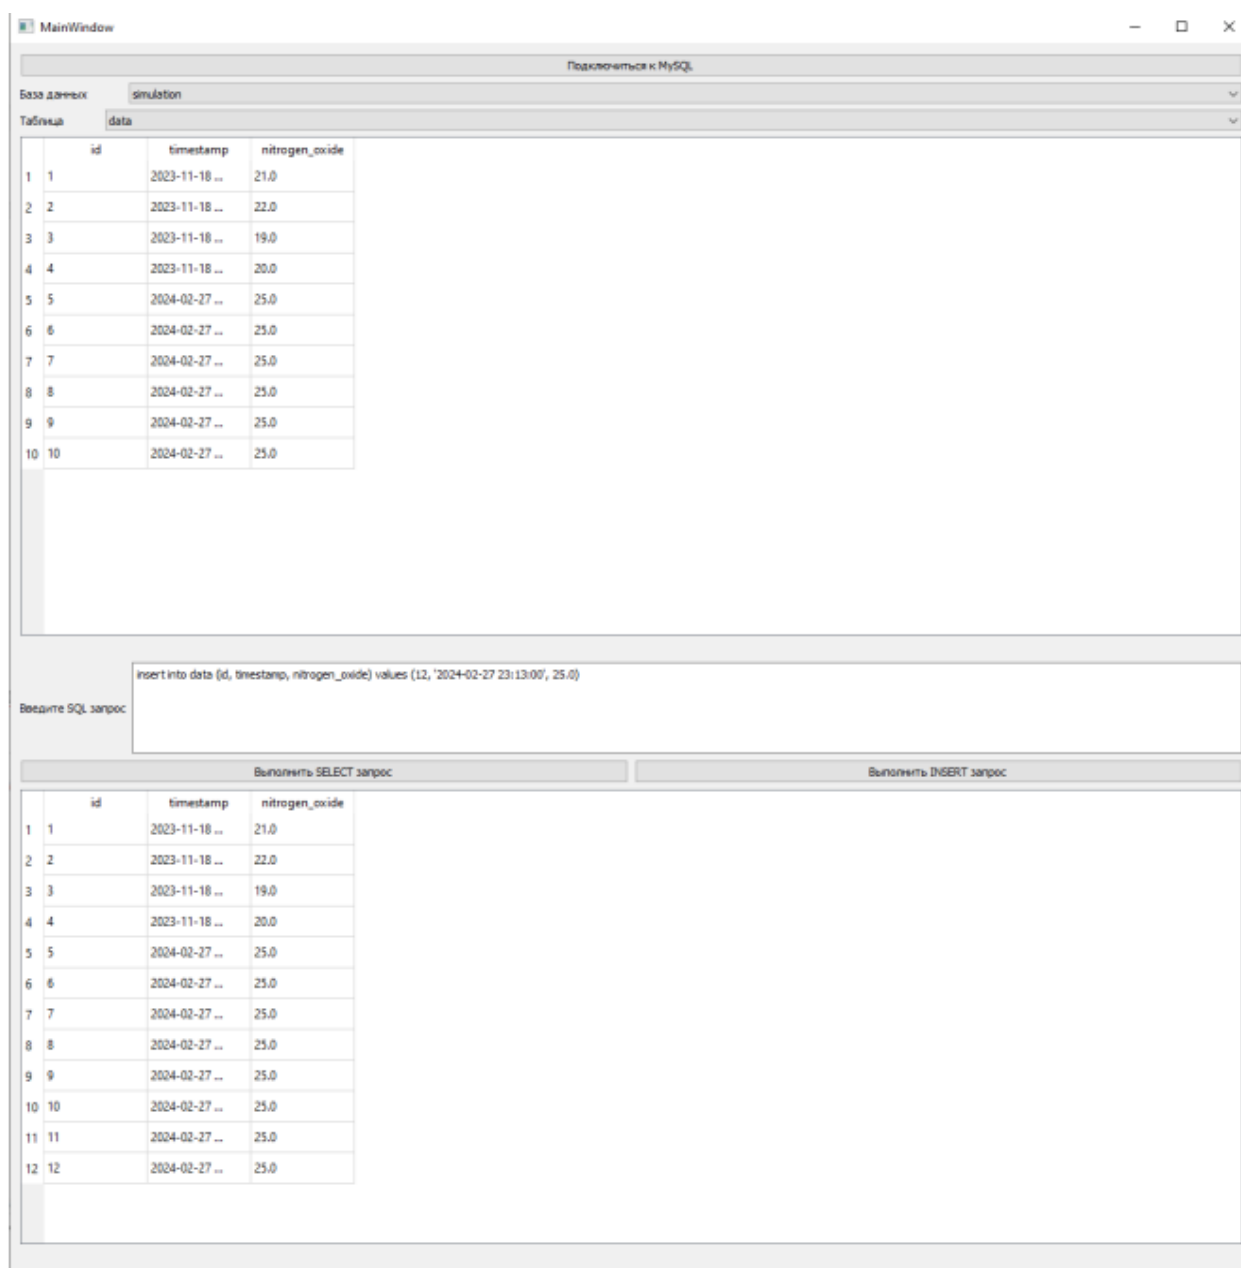 MainWindow
Подключиться к MySQL
База данных simulation
Таблица data
id timestamp nitrogen_oxide
1 1 2023-11-18 ... 21.0
2 2 2023-11-18 ... 22.0
3 3 2023-11-18 ... 19.0
4 4 2023-11-18 ... 20.0
5 5 2024-02-27 ... 25.0
6 6 2024-02-27 ... 25.0
7 7 2024-02-27 ... 25.0
8 8 2024-02-27 ... 25.0
9 9 2024-02-27 ... 25.0
10 10 2024-02-27 ... 25.0
insert into data (id, timestamp, nitrogen_oxide) values (12, '2024-02-27 23:13:00', 25.0)
Введите SQL запрос
Выполнить SELECT запрос Выполнить INSERT запрос
id timestamp nitrogen_oxide
1 1 2023-11-18 ... 21.0
2 2 2023-11-18 ... 22.0
3 3 2023-11-18 ... 19.0
4 4 2023-11-18 ... 20.0
5 5 2024-02-27 ... 25.0
6 6 2024-02-27 ... 25.0
7 7 2024-02-27 ... 25.0
8 8 2024-02-27 ... 25.0
9 9 2024-02-27 ... 25.0
10 10 2024-02-27 ... 25.0
11 11 2024-02-27 ... 25.0
12 12 2024-02-27 ... 25.0